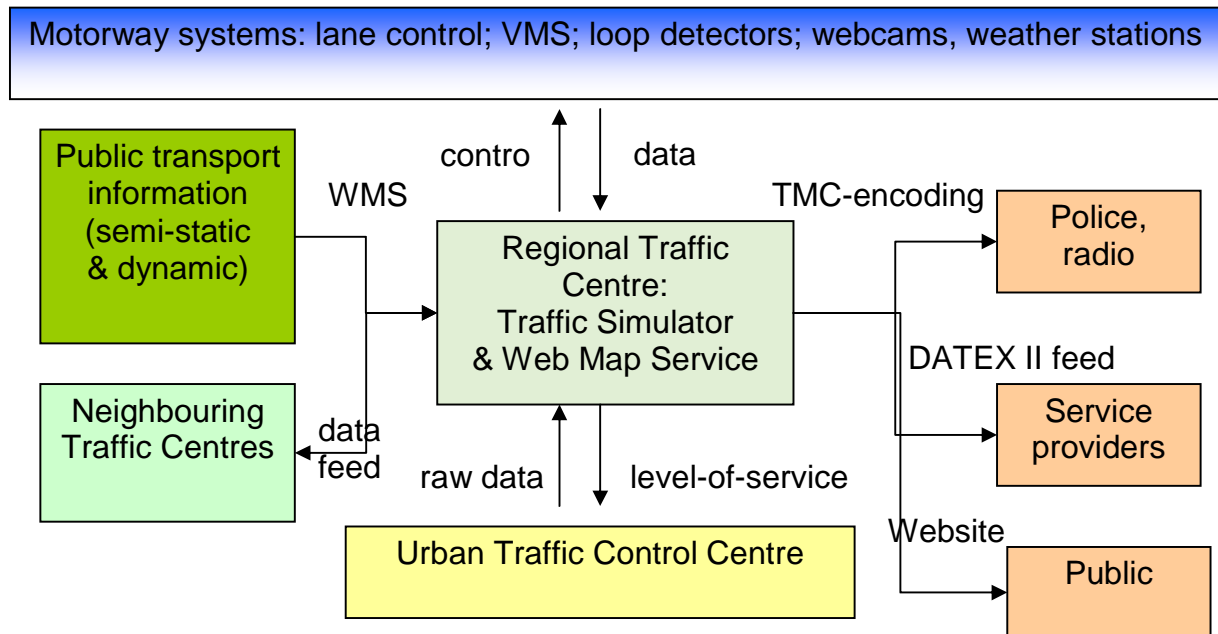 Motorway systems: lane control; VMS; loop detectors; webcams, weather stations
Public transport
information
(semi-static
& dynamic)
WMS
contro
data
TMC-encoding
Regional Traffic
Centre:
Traffic Simulator
& Web Map Service
Police,
radio
DATEX II feed
Neighbouring
Traffic Centres
data
feed
Service
providers
raw data
level-of-service
Website
Urban Traffic Control Centre
Public